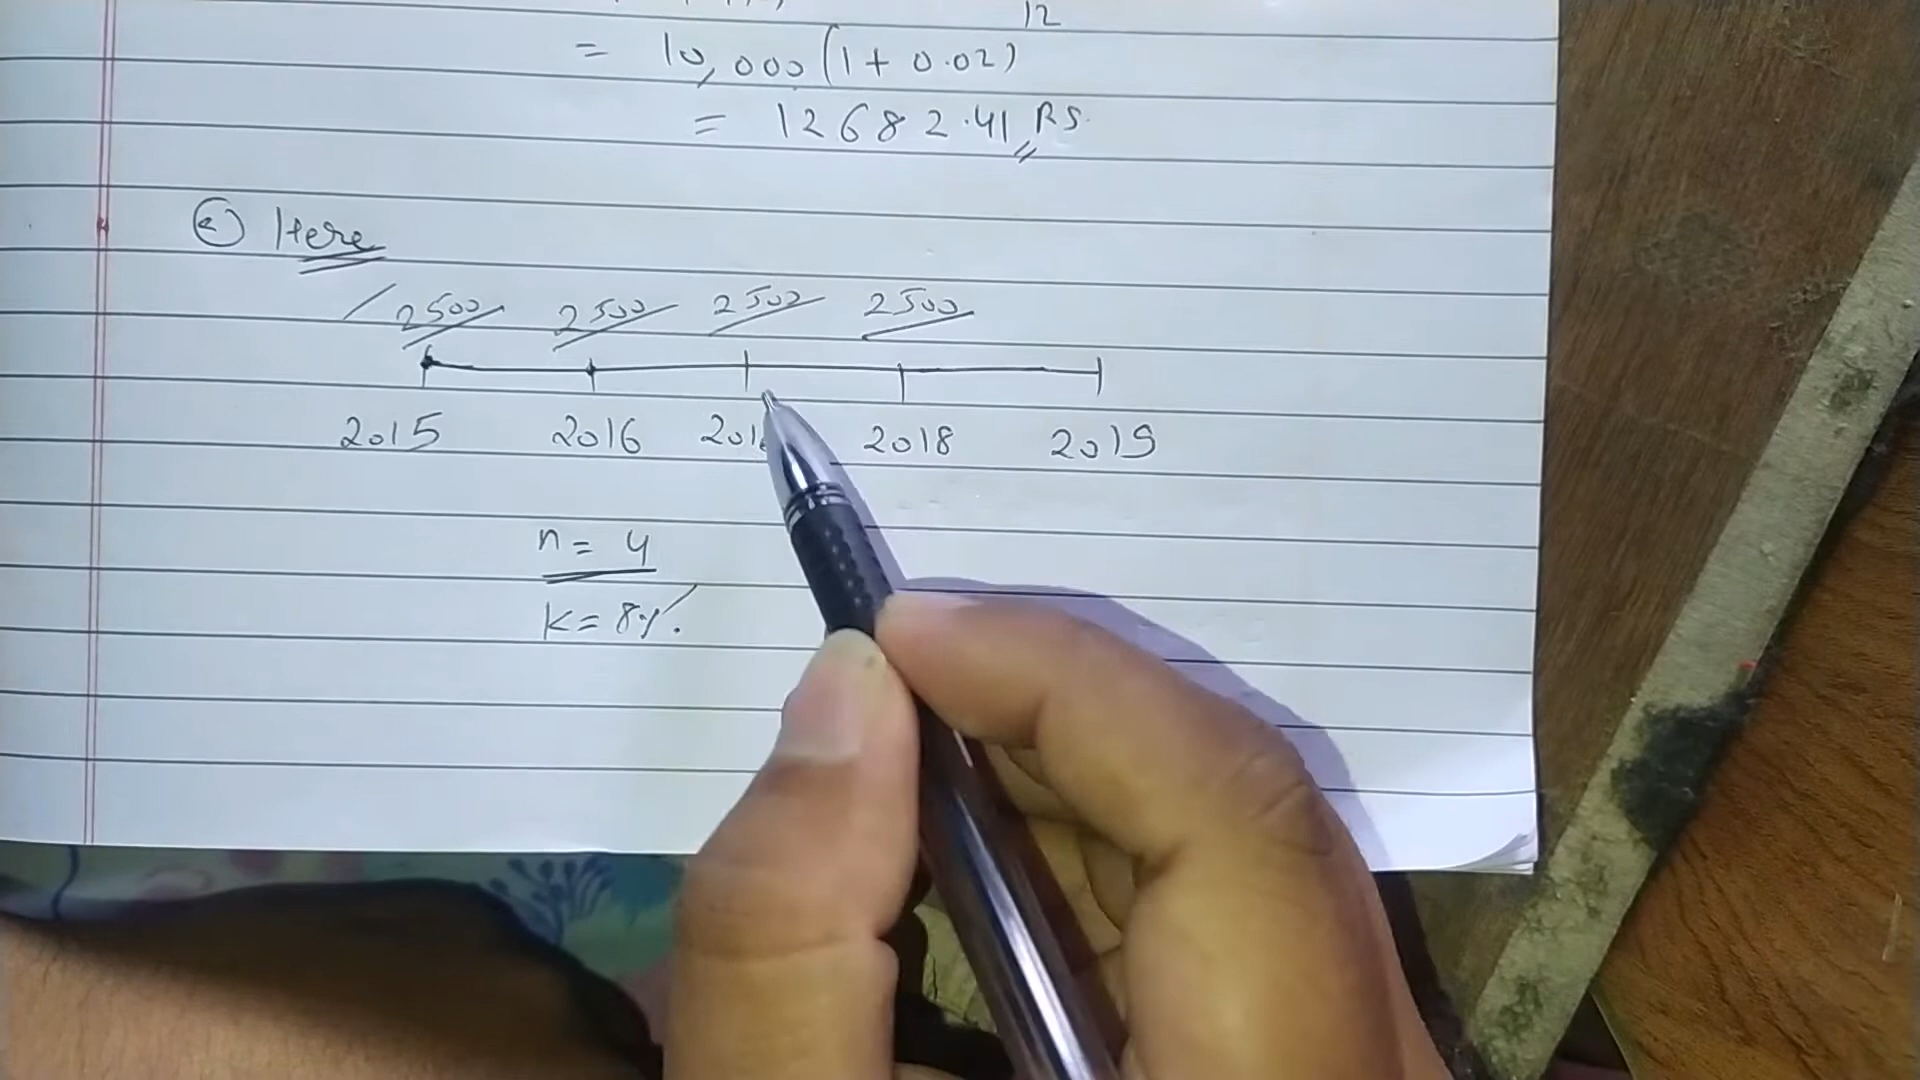 12
= 10,000 (1 + 0.02)
= 12682.41 RS.
Here
2500 2500 2500 2500
2015 2016 2018 2019
n = 4
K = 8%